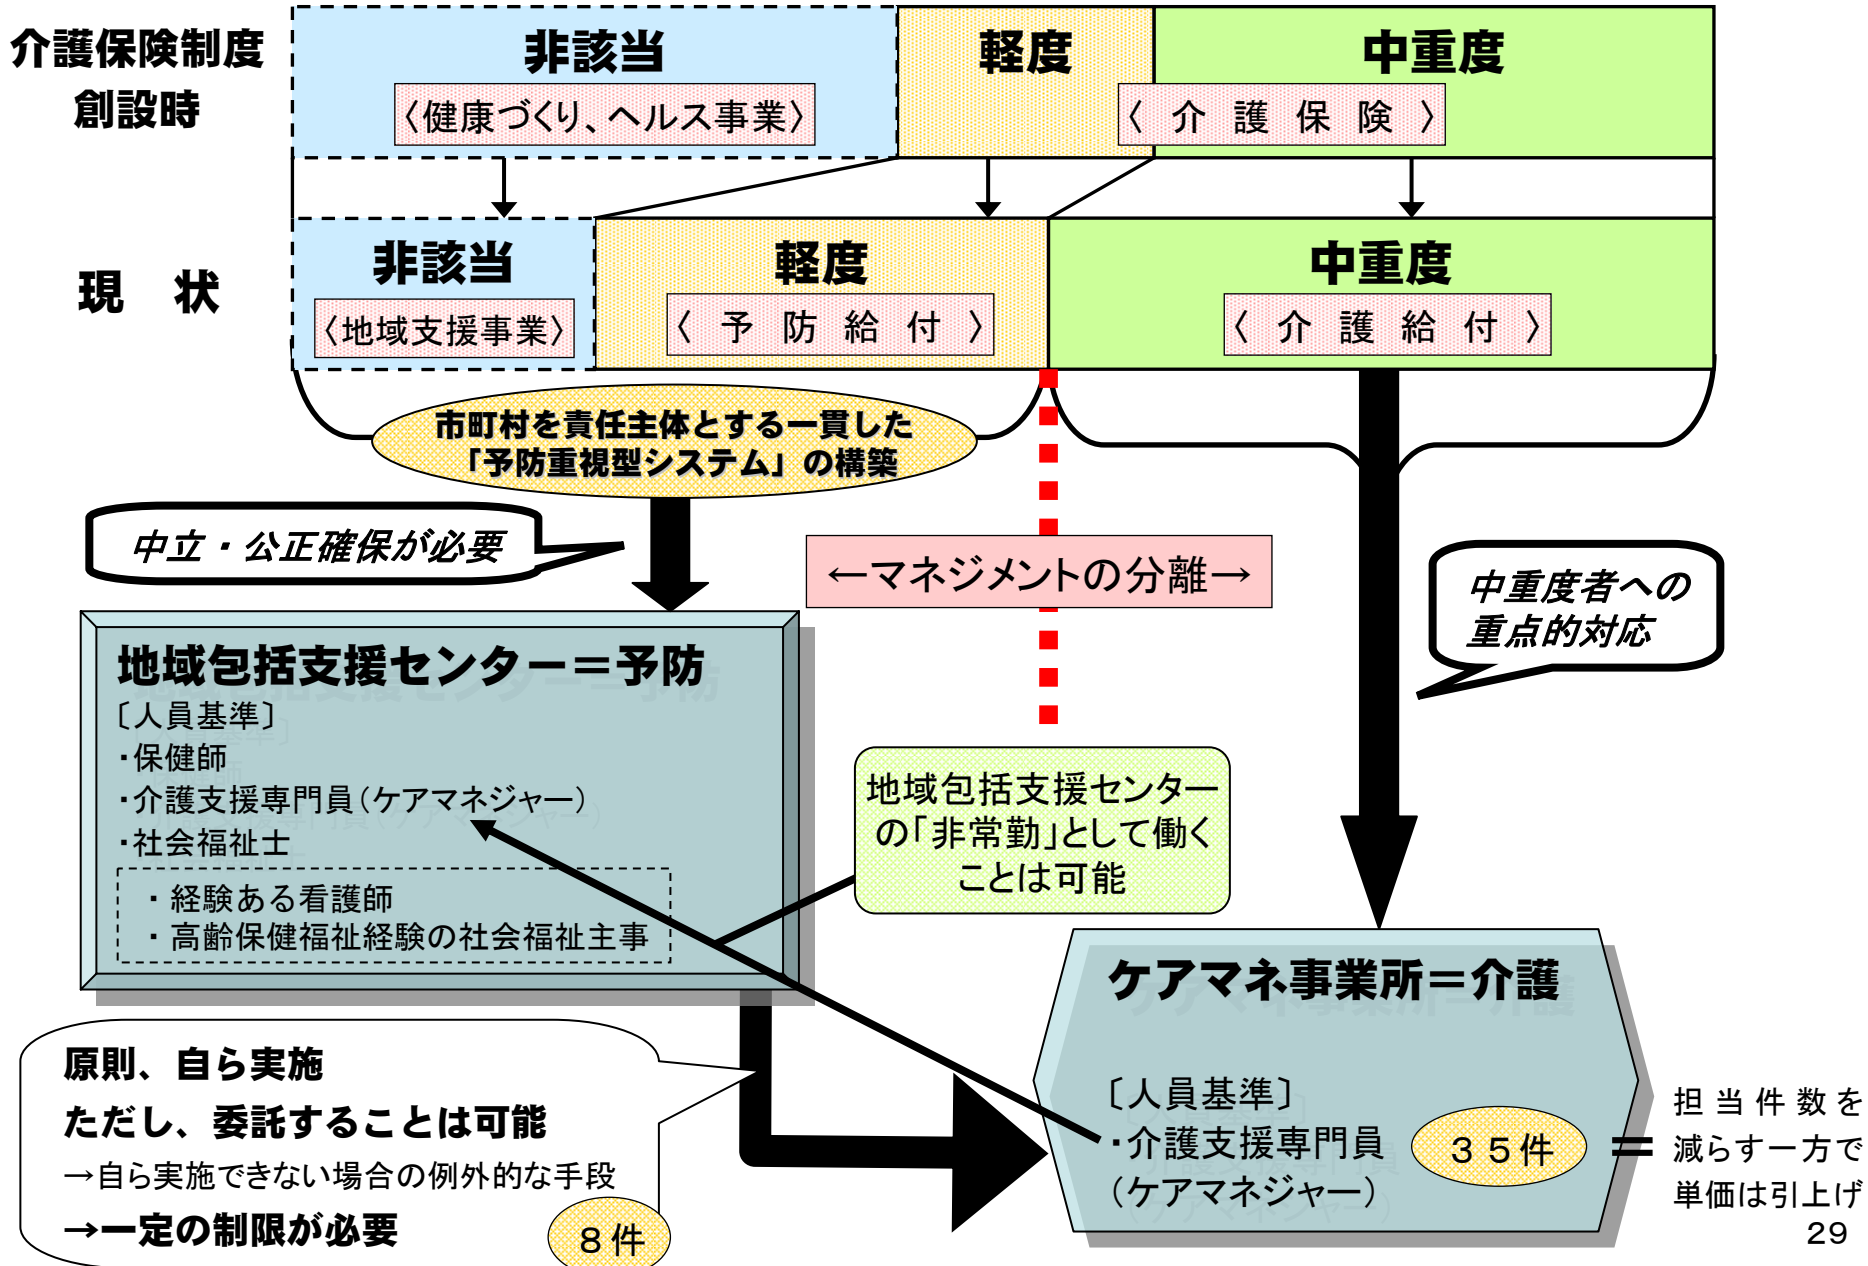 介護保険制度
創設時
非該当
〈健康づくり、ヘルス事業〉
軽度
中重度
〈 介 護 保 険 〉
現 状
非該当
〈地域支援事業〉
軽度
〈 予 防 給 付 〉
中重度
〈 介 護 給 付 〉
市町村を責任主体とする一貫した
「予防重視型システム」の構築
中立・公正確保が必要
←マネジメントの分離→
中重度者への
重点的対応
地域包括支援センター＝予防
〔人員基準〕
・保健師
・介護支援専門員（ケアマネジャー）
・社会福祉士
・ 経験ある看護師
・ 高齢保健福祉経験の社会福祉主事
地域包括支援センター
の「非常勤」として働く
ことは可能
原則、自ら実施
ただし、委託することは可能
→自ら実施できない場合の例外的な手段
→一定の制限が必要
８件
ケアマネ事業所＝介護
〔人員基準〕
・介護支援専門員
（ケアマネジャー）
３５件
＝
担当件数を
減らす一方で
単価は引上げ
29